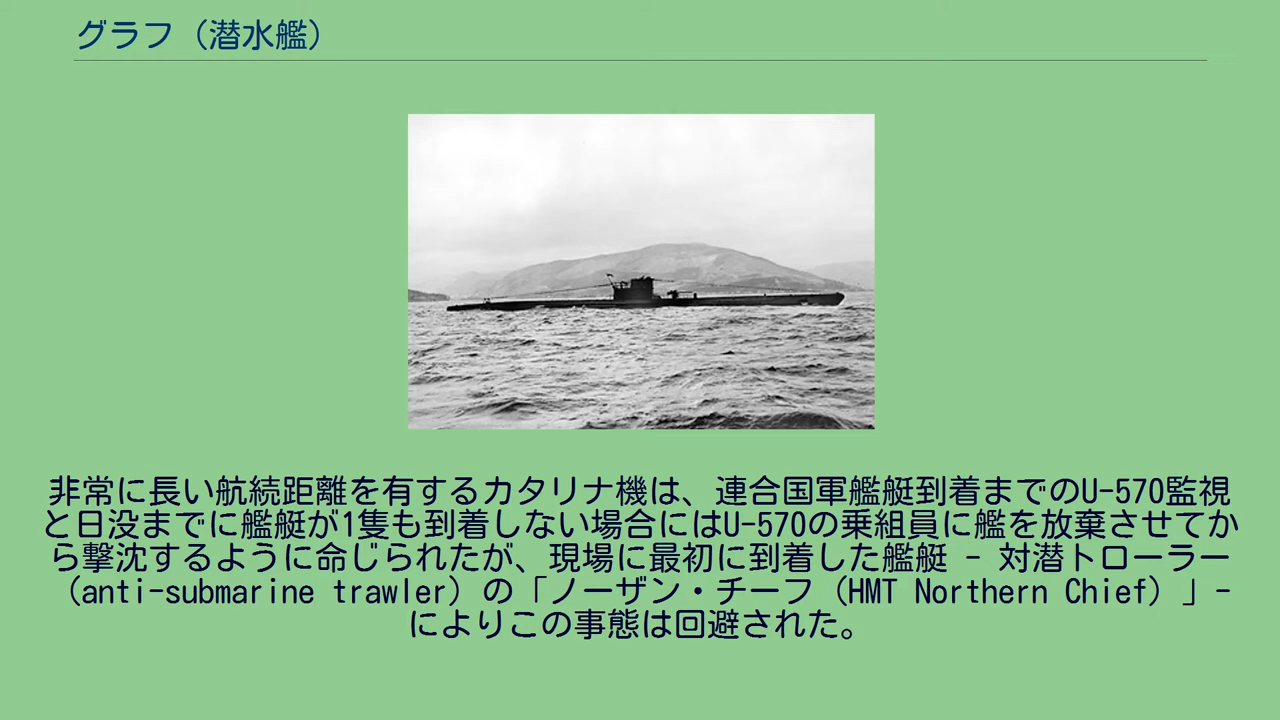 グラフ（潜水艦）
非常に長い航続距離を有するカタリナ機は、連合国軍艦艇到着までのU-570監視
と日没までに艦艇が1隻も到着しない場合にはU-570の乗組員に艦を放棄させてか
ら撃沈するように命じられたが、現場に最初に到着した艦艇 - 対潜トローラー
（anti-submarine trawler）の「ノーザン・チーフ（HMT Northern Chief）」-
によりこの事態は回避された。